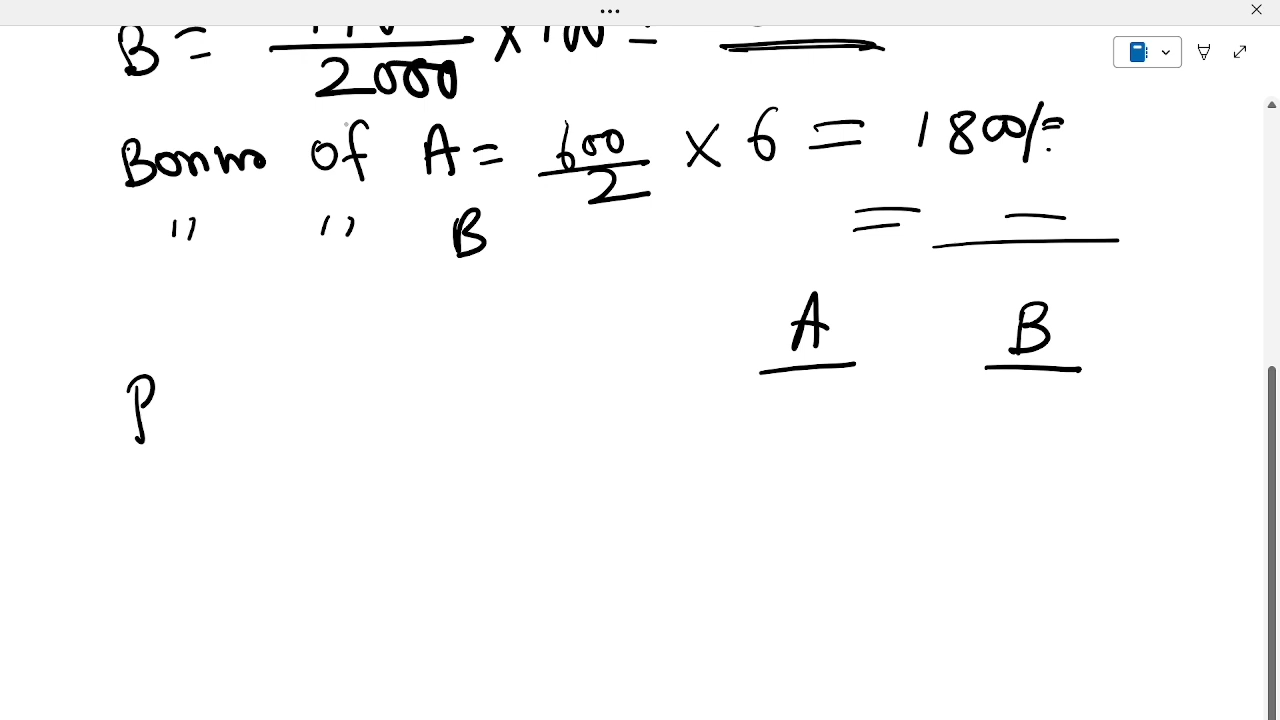 B = / 2000 × 100 =
Bonus of A = 600/2 × 6 = 1800/=
" " B = —
A B
P